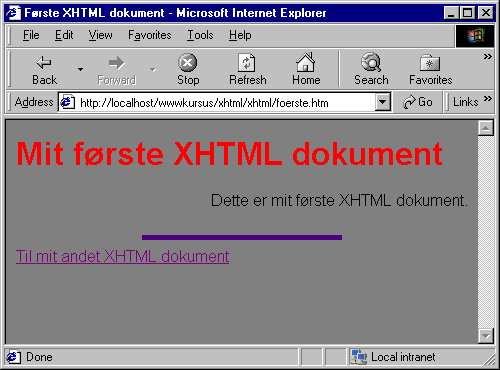 Første XHTML dokument - Microsoft Internet Explorer
File Edit View Favorites Tools Help
Back Forward Stop Refresh Home Search Favorites »
Address http://localhost/wwwkursus/xhtml/xhtml/foerste.htm Go Links »
Mit første XHTML dokument
Dette er mit første XHTML dokument.
Til mit andet XHTML dokument
Done Local intranet